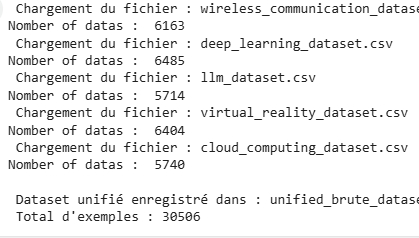 Chargement du fichier : wireless_communication_datase
Nomber of datas :  6163
Chargement du fichier : deep_learning_dataset.csv
Nomber of datas :  6485
Chargement du fichier : llm_dataset.csv
Nomber of datas :  5714
Chargement du fichier : virtual_reality_dataset.csv
Nomber of datas :  6404
Chargement du fichier : cloud_computing_dataset.csv
Nomber of datas :  5740
Dataset unifié enregistré dans : unified_brute_datase
Total d'exemples : 30506